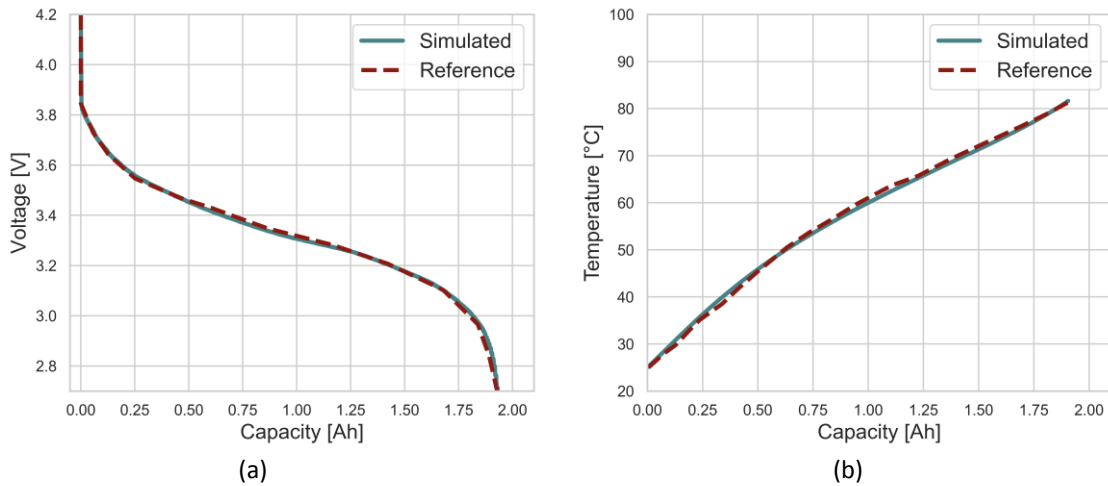 4.2
4.0
3.8
3.6
3.4
3.2
3.0
2.8
Voltage [V]
Simulated
Reference
0.00 0.25 0.50 0.75 1.00 1.25 1.50 1.75 2.00
Capacity [Ah]
(a)
100
90
80
70
60
50
40
30
20
Temperature [°C]
Simulated
Reference
0.00 0.25 0.50 0.75 1.00 1.25 1.50 1.75 2.00
Capacity [Ah]
(b)